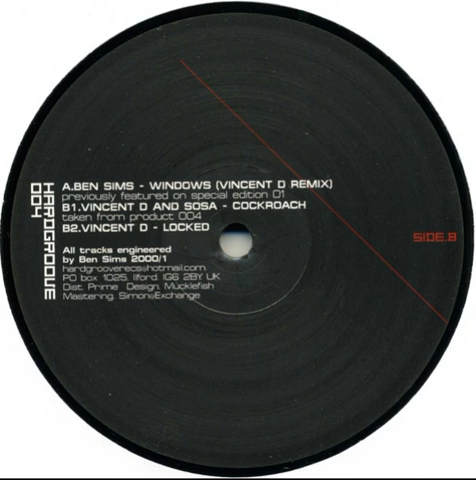 HARDGROOVE
004
A.BEN SIMS - WINDOWS (VINCENT D REMIX)
previously featured on special edition 01
B1.VINCENT D AND SOSA - COCKROACH
taken from product 004
B2.VINCENT D - LOCKED
All tracks engineered
by Ben Sims 2000/1
hardgrooverecs@hotmail.com.
PO box 1025, Ilford. IG6 2BY UK.
Dist. Prime Design. Mucklefish
Mastering. Simon@Exchange
SIDE.B